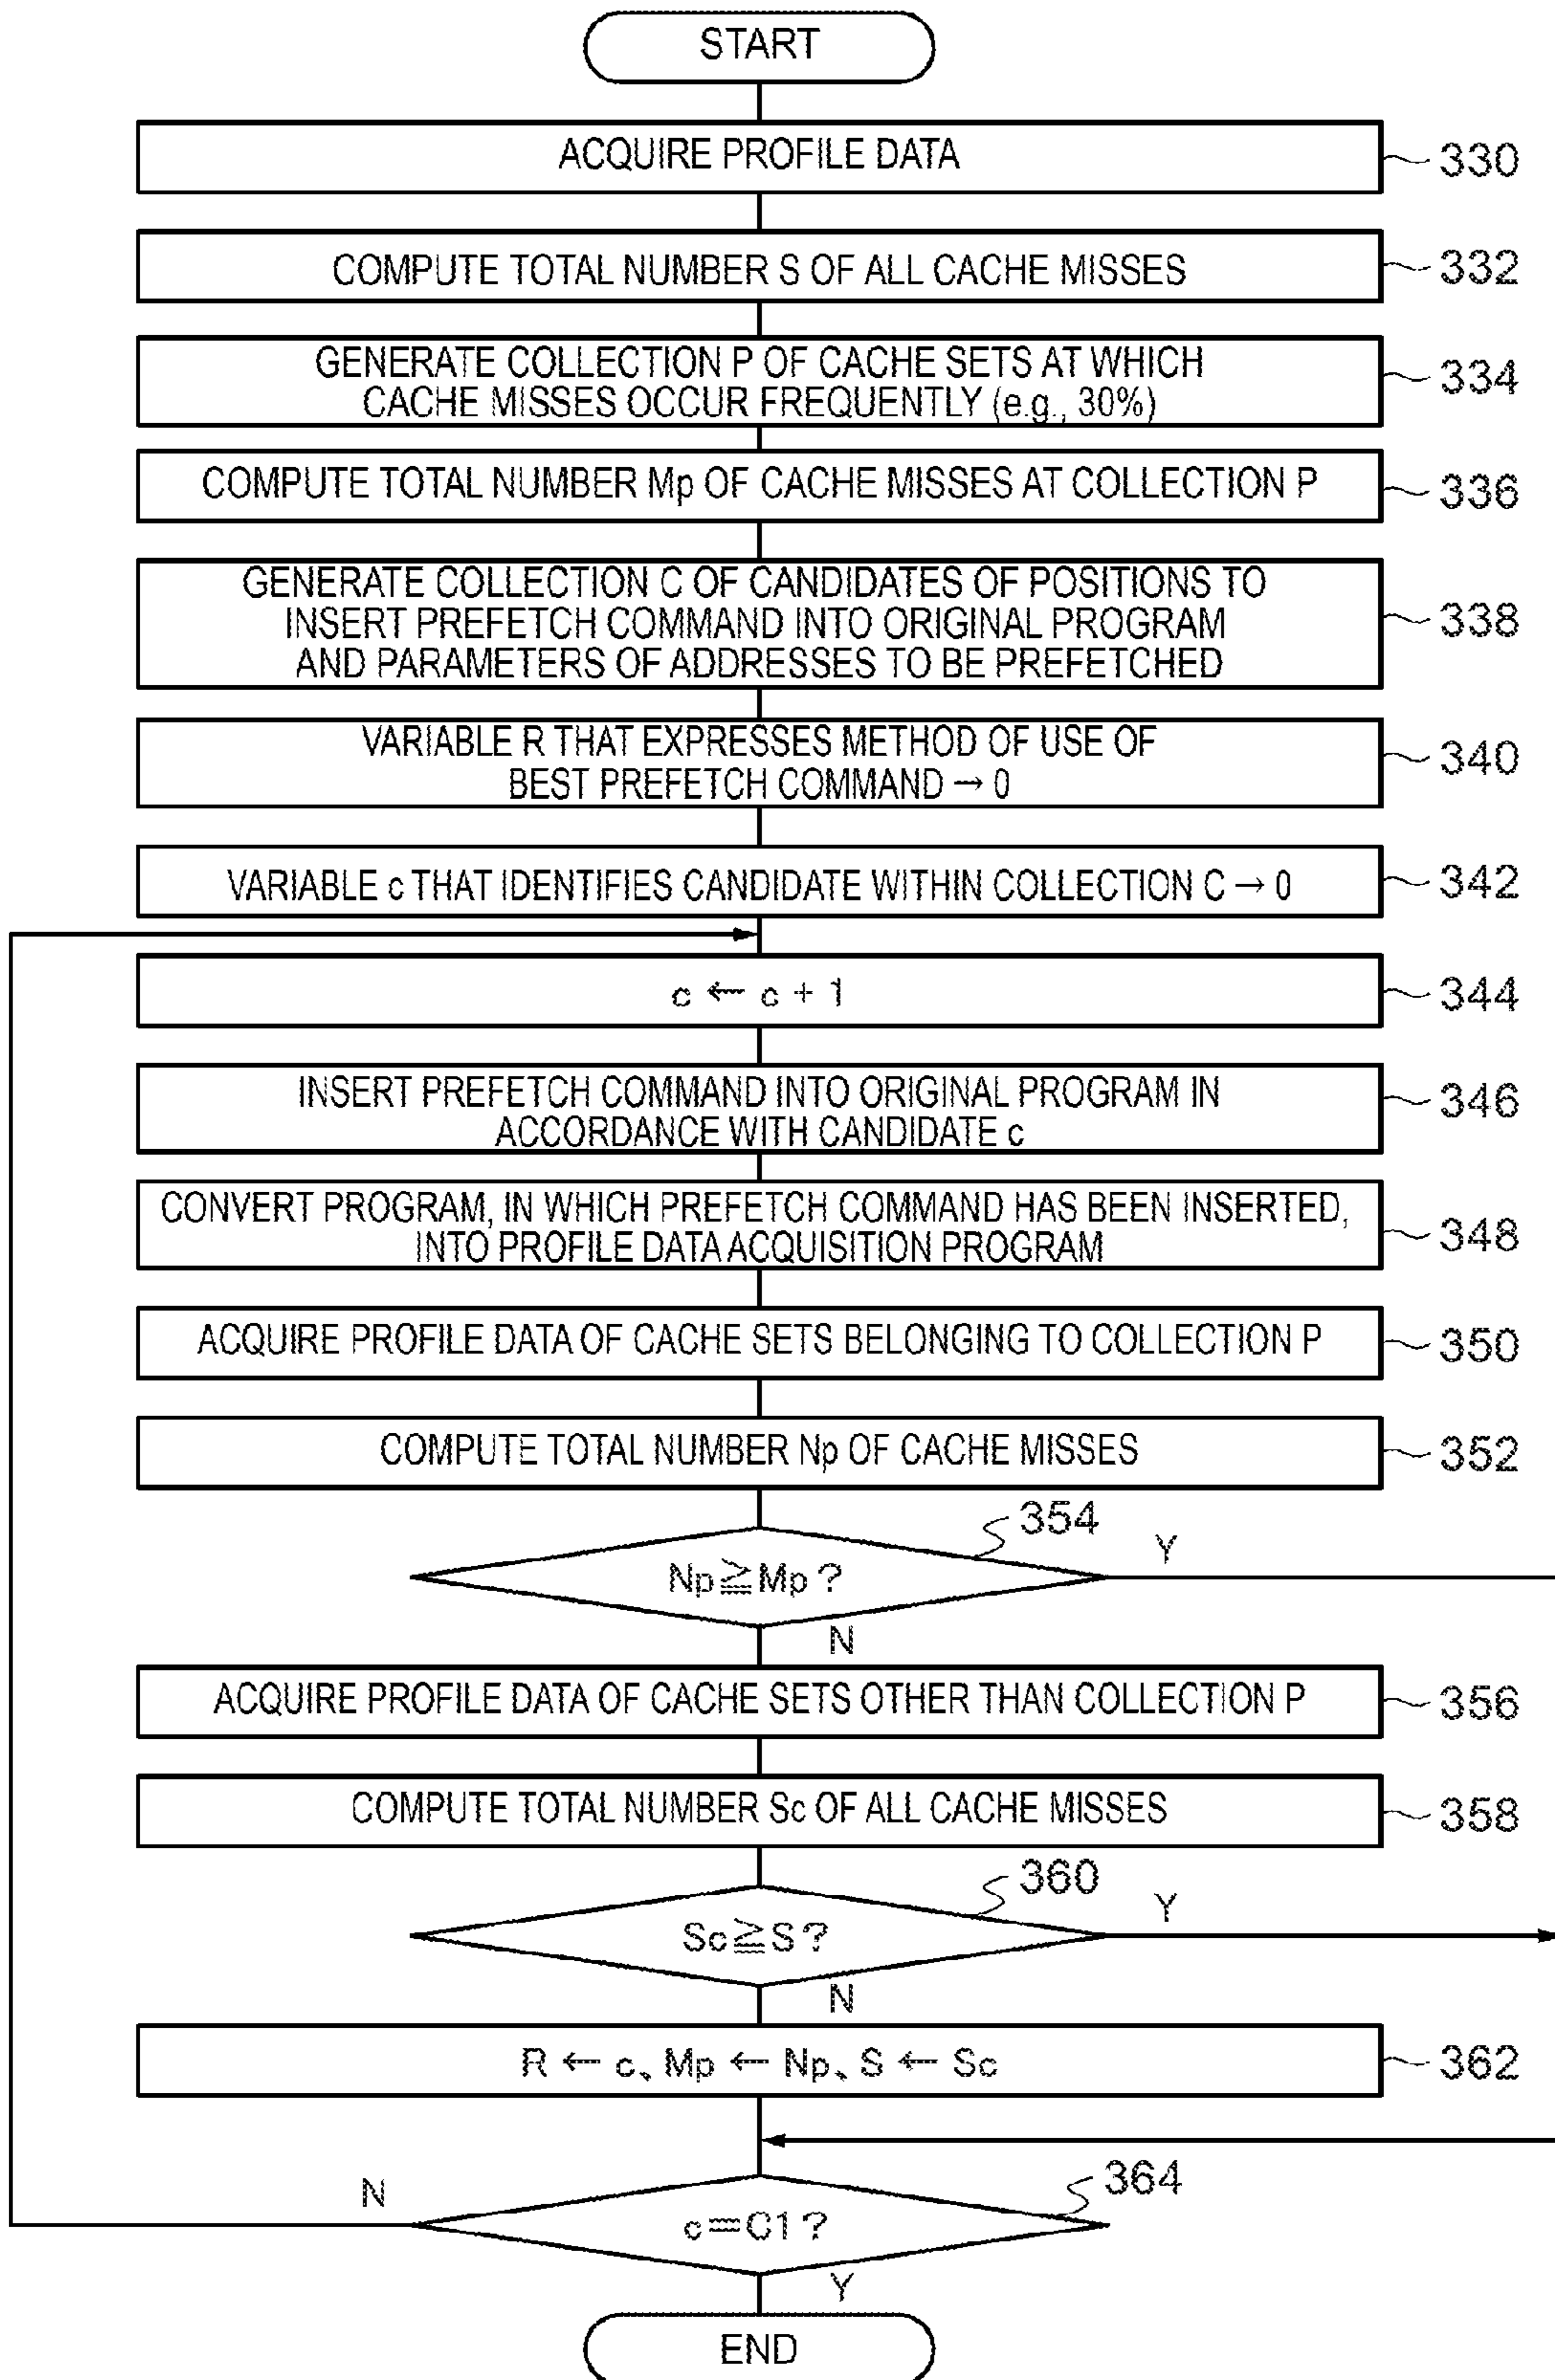 START
ACQUIRE PROFILE DATA
330
COMPUTE TOTAL NUMBER S OF ALL CACHE MISSES
332
GENERATE COLLECTION P OF CACHE SETS AT WHICH
CACHE MISSES OCCUR FREQUENTLY (e.g., 30%)
334
COMPUTE TOTAL NUMBER Mp OF CACHE MISSES AT COLLECTION P
336
GENERATE COLLECTION C OF CANDIDATES OF POSITIONS TO
INSERT PREFETCH COMMAND INTO ORIGINAL PROGRAM
AND PARAMETERS OF ADDRESSES TO BE PREFETCHED
338
VARIABLE R THAT EXPRESSES METHOD OF USE OF
BEST PREFETCH COMMAND → 0
340
VARIABLE c THAT IDENTIFIES CANDIDATE WITHIN COLLECTION C → 0
342
c ← c + 1
344
INSERT PREFETCH COMMAND INTO ORIGINAL PROGRAM IN
ACCORDANCE WITH CANDIDATE c
346
CONVERT PROGRAM, IN WHICH PREFETCH COMMAND HAS BEEN INSERTED,
INTO PROFILE DATA ACQUISITION PROGRAM
348
ACQUIRE PROFILE DATA OF CACHE SETS BELONGING TO COLLECTION P
350
COMPUTE TOTAL NUMBER Np OF CACHE MISSES
352
354
Np≧Mp?
Y
N
ACQUIRE PROFILE DATA OF CACHE SETS OTHER THAN COLLECTION P
356
COMPUTE TOTAL NUMBER Sc OF ALL CACHE MISSES
358
360
Sc≧S?
Y
N
R ← c、Mp ← Np、S ← Sc
362
364
N
c=C1?
Y
END